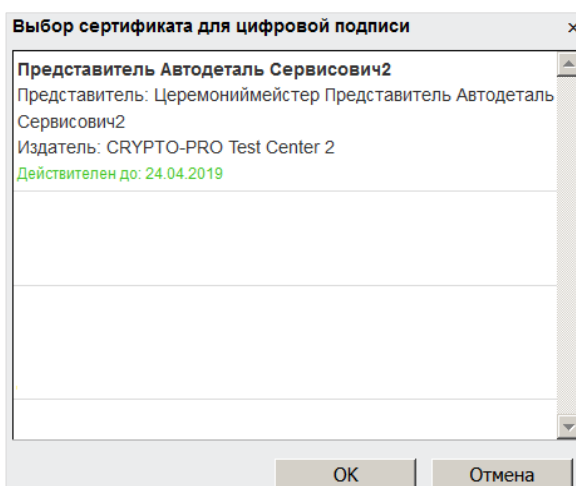 Выбор сертификата для цифровой подписи ×
Представитель Автодеталь Сервисович2
Представитель: Церемониймейстер Представитель Автодеталь
Сервисович2
Издатель: CRYPTO-PRO Test Center 2
Действителен до: 24.04.2019
OK Отмена